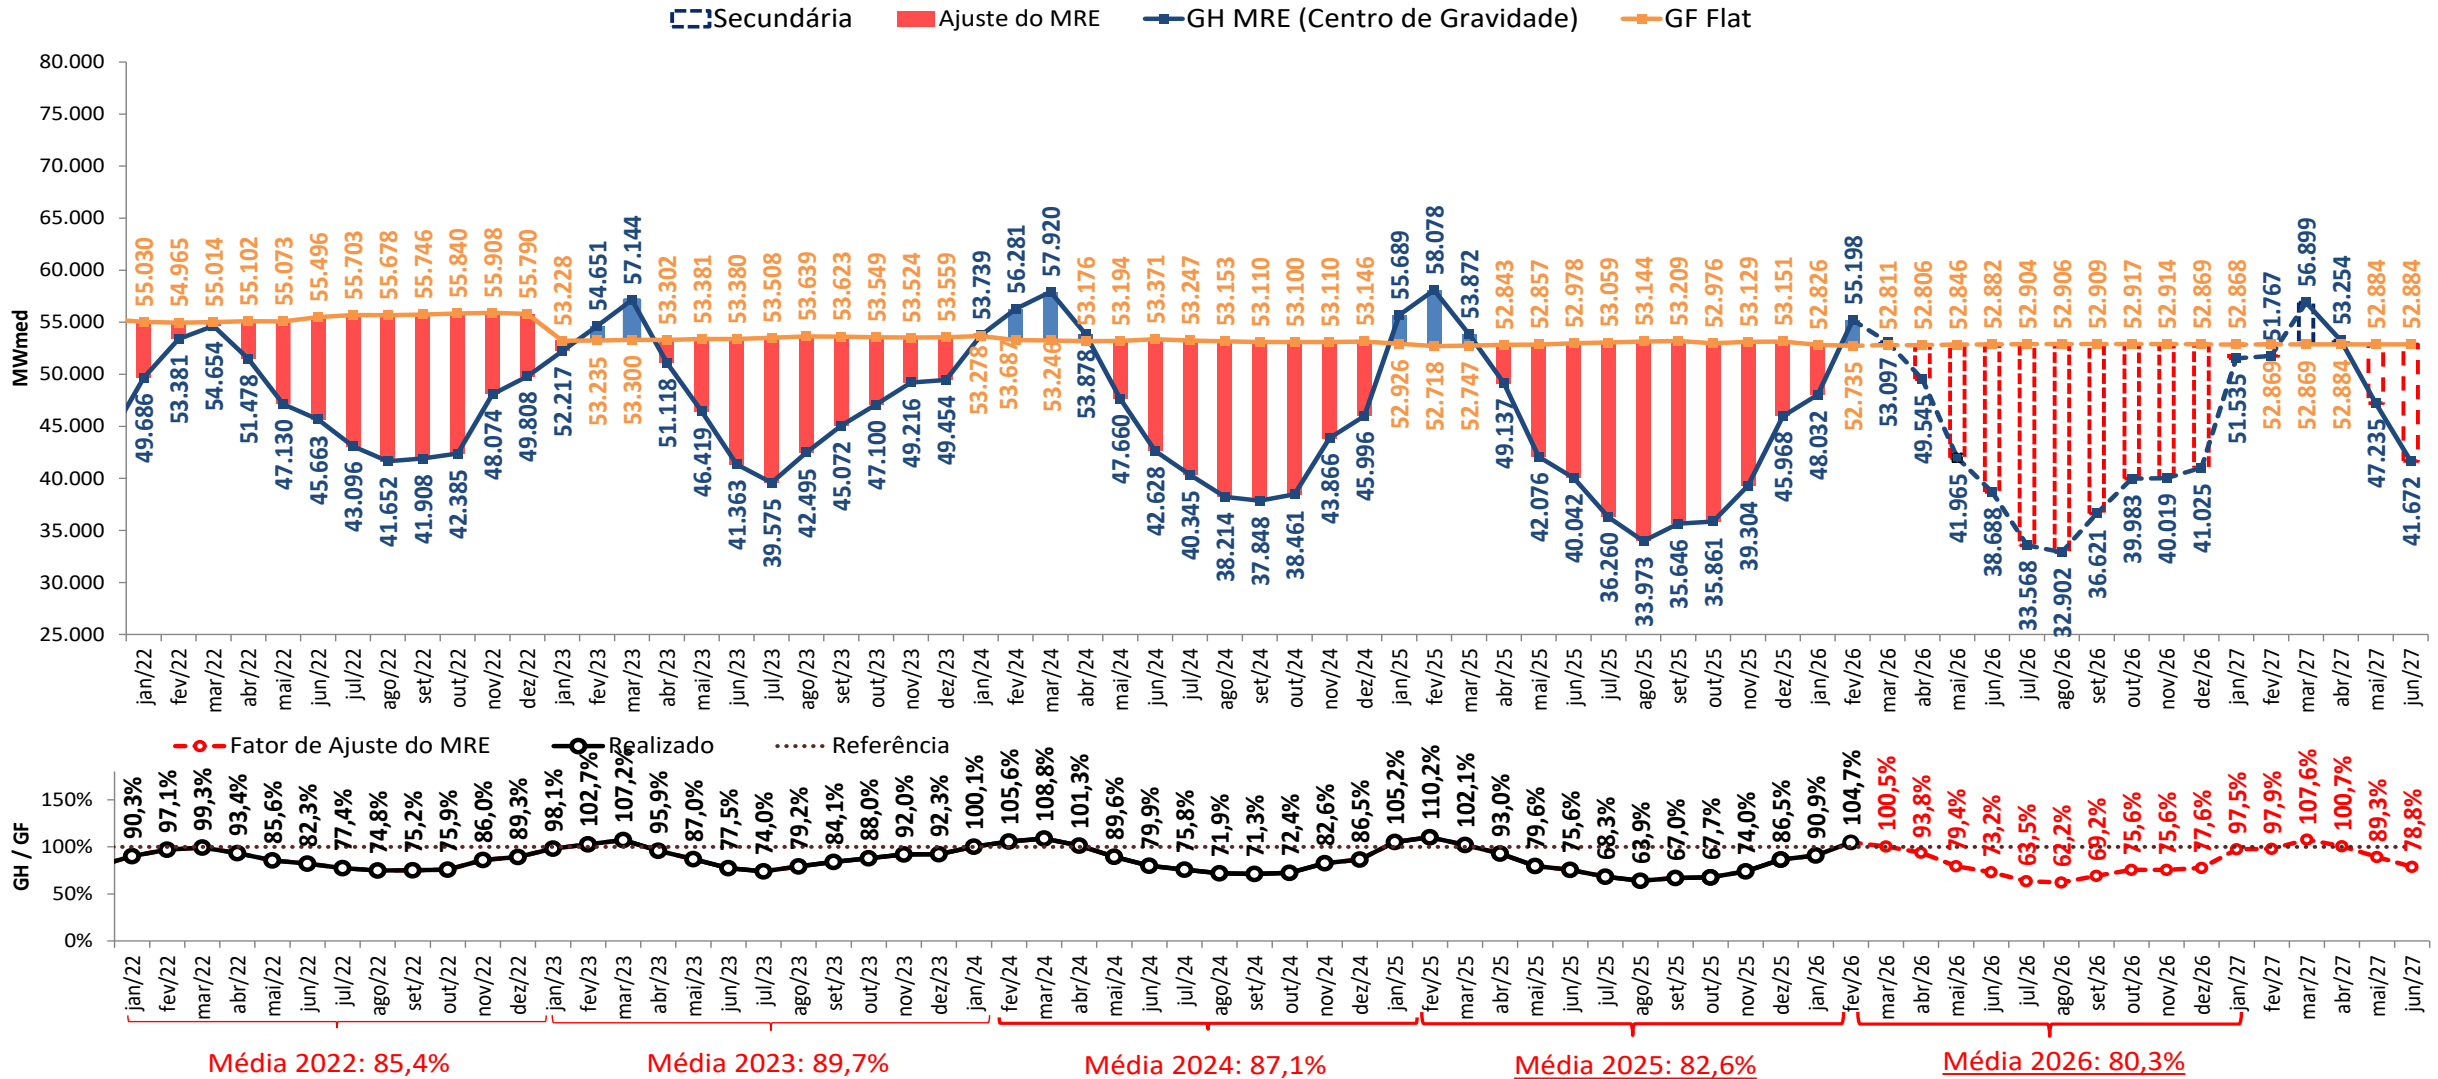 Secundária Ajuste do MRE GH MRE (Centro de Gravidade) GF Flat
MWmed
80.000
75.000
70.000
65.000
60.000
55.000
50.000
45.000
40.000
35.000
30.000
25.000
55.030 54.965 55.014 55.102 55.073 55.496 55.703 55.678 55.746 55.840 55.908 55.790 53.228 54.651 57.144 53.302 53.381 53.380 53.508 53.639 53.623 53.549 53.524 53.559 53.739 56.281 57.920 53.176 53.194 53.371 53.247 53.153 53.110 53.100 53.110 53.146 55.689 58.078 53.872 52.843 52.857 52.978 53.059 53.144 53.209 52.976 53.129 53.151 52.826 55.198 52.811 52.806 52.846 52.882 52.904 52.906 52.909 52.917 52.914 52.869 52.868 51.767 56.899 53.254 52.884 52.884
49.686 53.381 54.654 51.478 47.130 45.663 43.096 41.652 41.908 42.385 48.074 49.808 52.217 53.235 53.300 51.118 46.419 41.363 39.575 42.495 45.072 47.100 49.216 49.454 53.278 53.687 53.246 53.878 47.660 42.628 40.345 38.214 37.848 38.461 43.866 45.996 52.926 52.718 52.747 49.137 42.076 40.042 36.260 33.973 35.646 35.861 39.304 45.968 48.032 52.735 53.097 49.545 41.965 38.688 33.568 32.902 36.621 39.983 40.019 41.025 51.535 52.869 52.869 52.884 47.235 41.672
jan/22 fev/22 mar/22 abr/22 mai/22 jun/22 jul/22 ago/22 set/22 out/22 nov/22 dez/22 jan/23 fev/23 mar/23 abr/23 mai/23 jun/23 jul/23 ago/23 set/23 out/23 nov/23 dez/23 jan/24 fev/24 mar/24 abr/24 mai/24 jun/24 jul/24 ago/24 set/24 out/24 nov/24 dez/24 jan/25 fev/25 mar/25 abr/25 mai/25 jun/25 jul/25 ago/25 set/25 out/25 nov/25 dez/25 jan/26 fev/26 mar/26 abr/26 mai/26 jun/26 jul/26 ago/26 set/26 out/26 nov/26 dez/26 jan/27 fev/27 mar/27 abr/27 mai/27 jun/27
Fator de Ajuste do MRE Realizado Referência
GH / GF
150%
100%
50%
0%
90,3% 97,1% 99,3% 93,4% 85,6% 82,3% 77,4% 74,8% 75,2% 75,9% 86,0% 89,3% 98,1% 102,7% 107,2% 95,9% 87,0% 77,5% 74,0% 79,2% 84,1% 88,0% 92,0% 92,3% 100,1% 105,6% 108,8% 101,3% 89,6% 79,9% 75,8% 71,9% 71,3% 72,4% 82,6% 86,5% 105,2% 110,2% 102,1% 93,0% 79,6% 75,6% 68,3% 63,9% 67,0% 67,7% 74,0% 86,5% 90,9% 104,7% 100,5% 93,8% 79,4% 73,2% 63,5% 62,2% 69,2% 75,6% 75,6% 77,6% 97,5% 97,9% 107,6% 100,7% 89,3% 78,8%
jan/22 fev/22 mar/22 abr/22 mai/22 jun/22 jul/22 ago/22 set/22 out/22 nov/22 dez/22 jan/23 fev/23 mar/23 abr/23 mai/23 jun/23 jul/23 ago/23 set/23 out/23 nov/23 dez/23 jan/24 fev/24 mar/24 abr/24 mai/24 jun/24 jul/24 ago/24 set/24 out/24 nov/24 dez/24 jan/25 fev/25 mar/25 abr/25 mai/25 jun/25 jul/25 ago/25 set/25 out/25 nov/25 dez/25 jan/26 fev/26 mar/26 abr/26 mai/26 jun/26 jul/26 ago/26 set/26 out/26 nov/26 dez/26 jan/27 fev/27 mar/27 abr/27 mai/27 jun/27
Média 2022: 85,4% Média 2023: 89,7% Média 2024: 87,1% Média 2025: 82,6% Média 2026: 80,3%